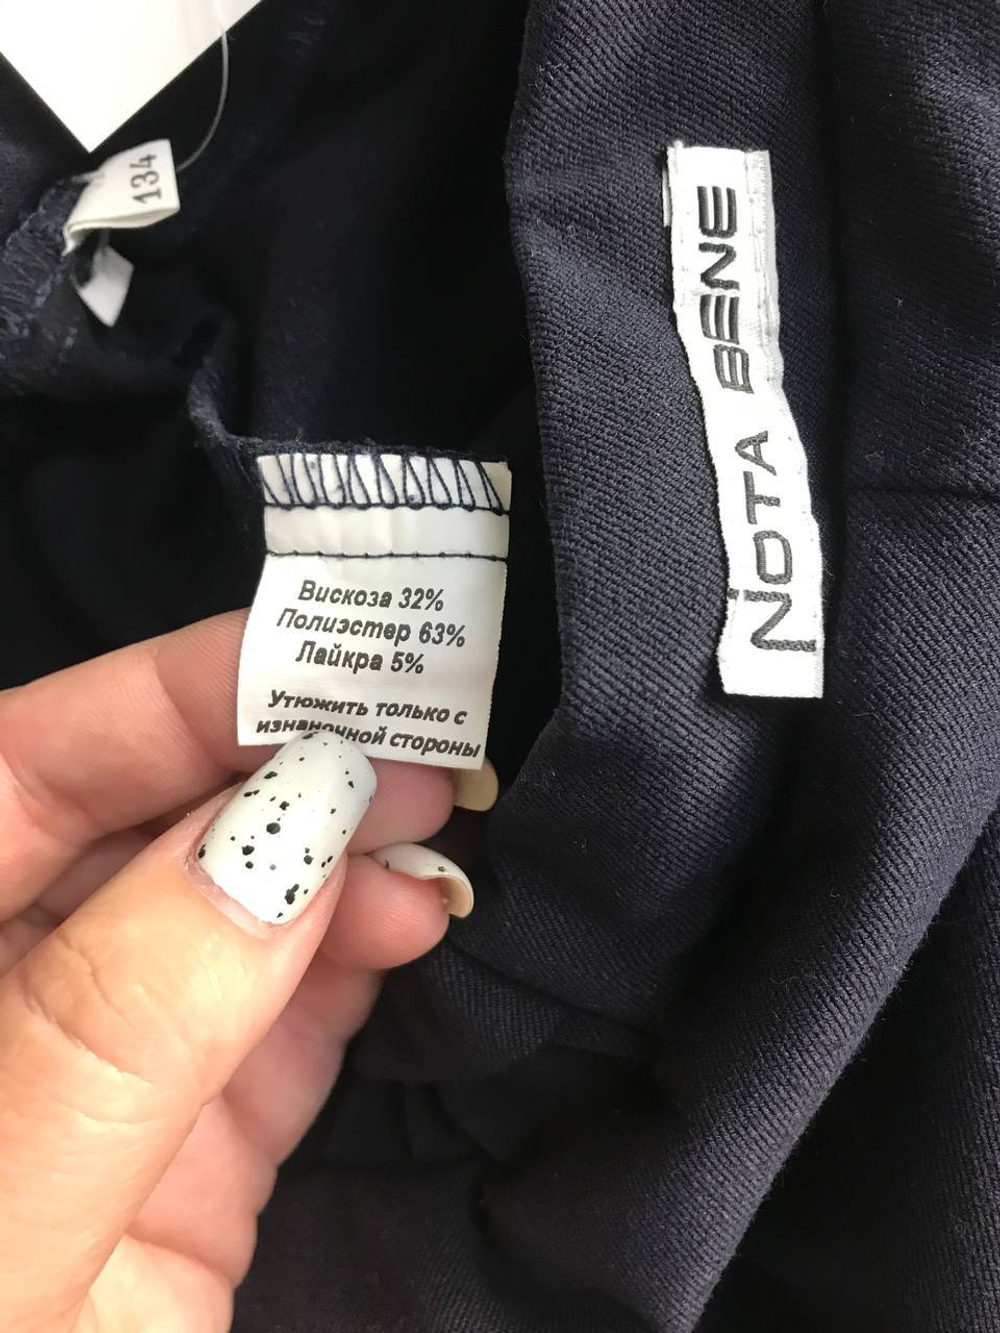 134
NOTA BENE
Вискоза 32%
Полиэстер 63%
Лайкра 5%
Утюжить только с
изнаночной стороны